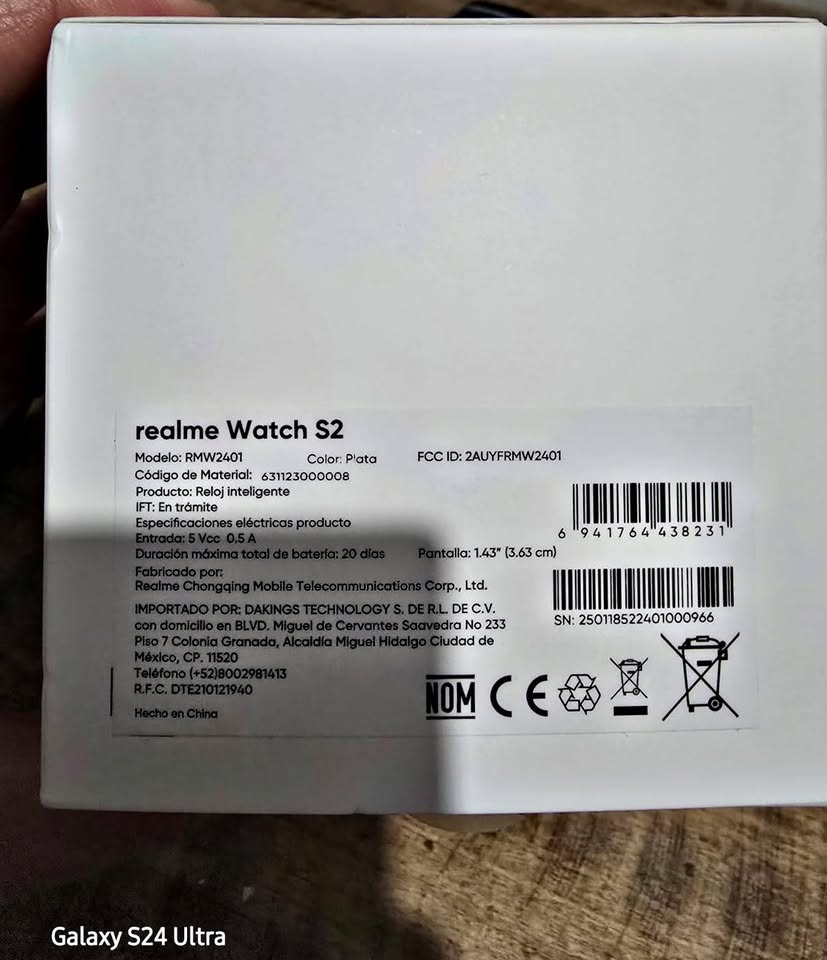 realme Watch S2
Modelo: RMW2401 Color: Plata FCC ID: 2AUYFRMW2401
Código de Material: 631123000008
Producto: Reloj inteligente
IFT: En trámite
Especificaciones eléctricas producto
Entrada: 5 Vcc 0,5 A
Duración máxima total de batería: 20 días Pantalla: 1.43" (3.63 cm)
Fabricado por:
Realme Chongqing Mobile Telecommunications Corp., Ltd.
IMPORTADO POR: DAKINGS TECHNOLOGY S. DE R.L. DE C.V.
con domicilio en BLVD. Miguel de Cervantes Saavedra No 233
Piso 7 Colonia Granada, Alcaldía Miguel Hidalgo Ciudad de
México, CP. 11520
Teléfono (+52)8002981413
R.F.C. DTE210121940
Hecho en China
6 941764 438231
SN: 250118522401000966
NOM CE
Galaxy S24 Ultra